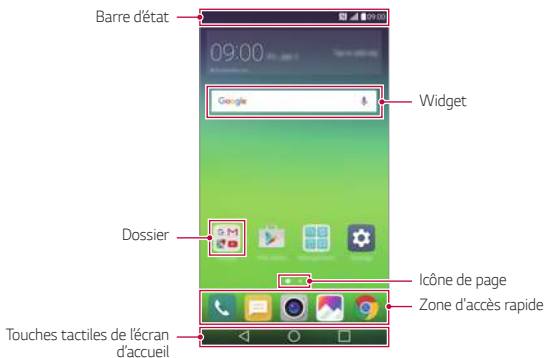 Barre d'état
09:00
09:00
Google
Widget
Dossier
Icône de page
Zone d'accès rapide
Touches tactiles de l'écran
d'accueil